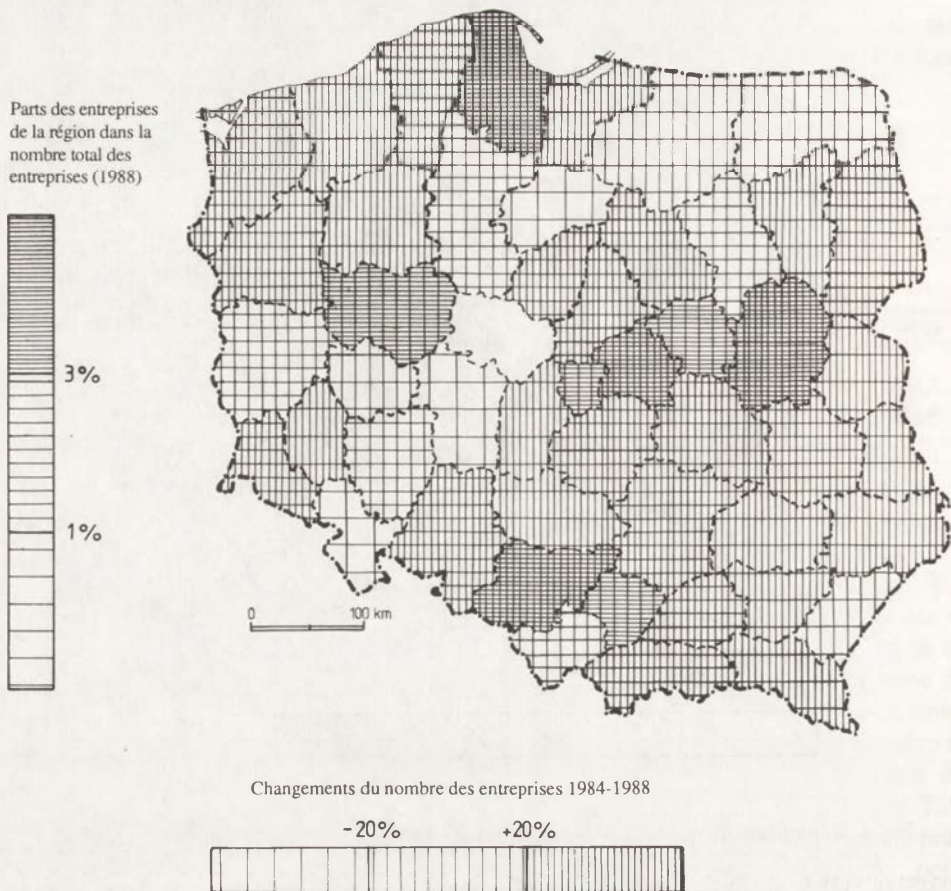 Parts des entreprises
de la région dans la
nombre total des
entreprises (1988)
3%
1%
0 100 km
Changements du nombre des entreprises 1984-1988
-20% +20%